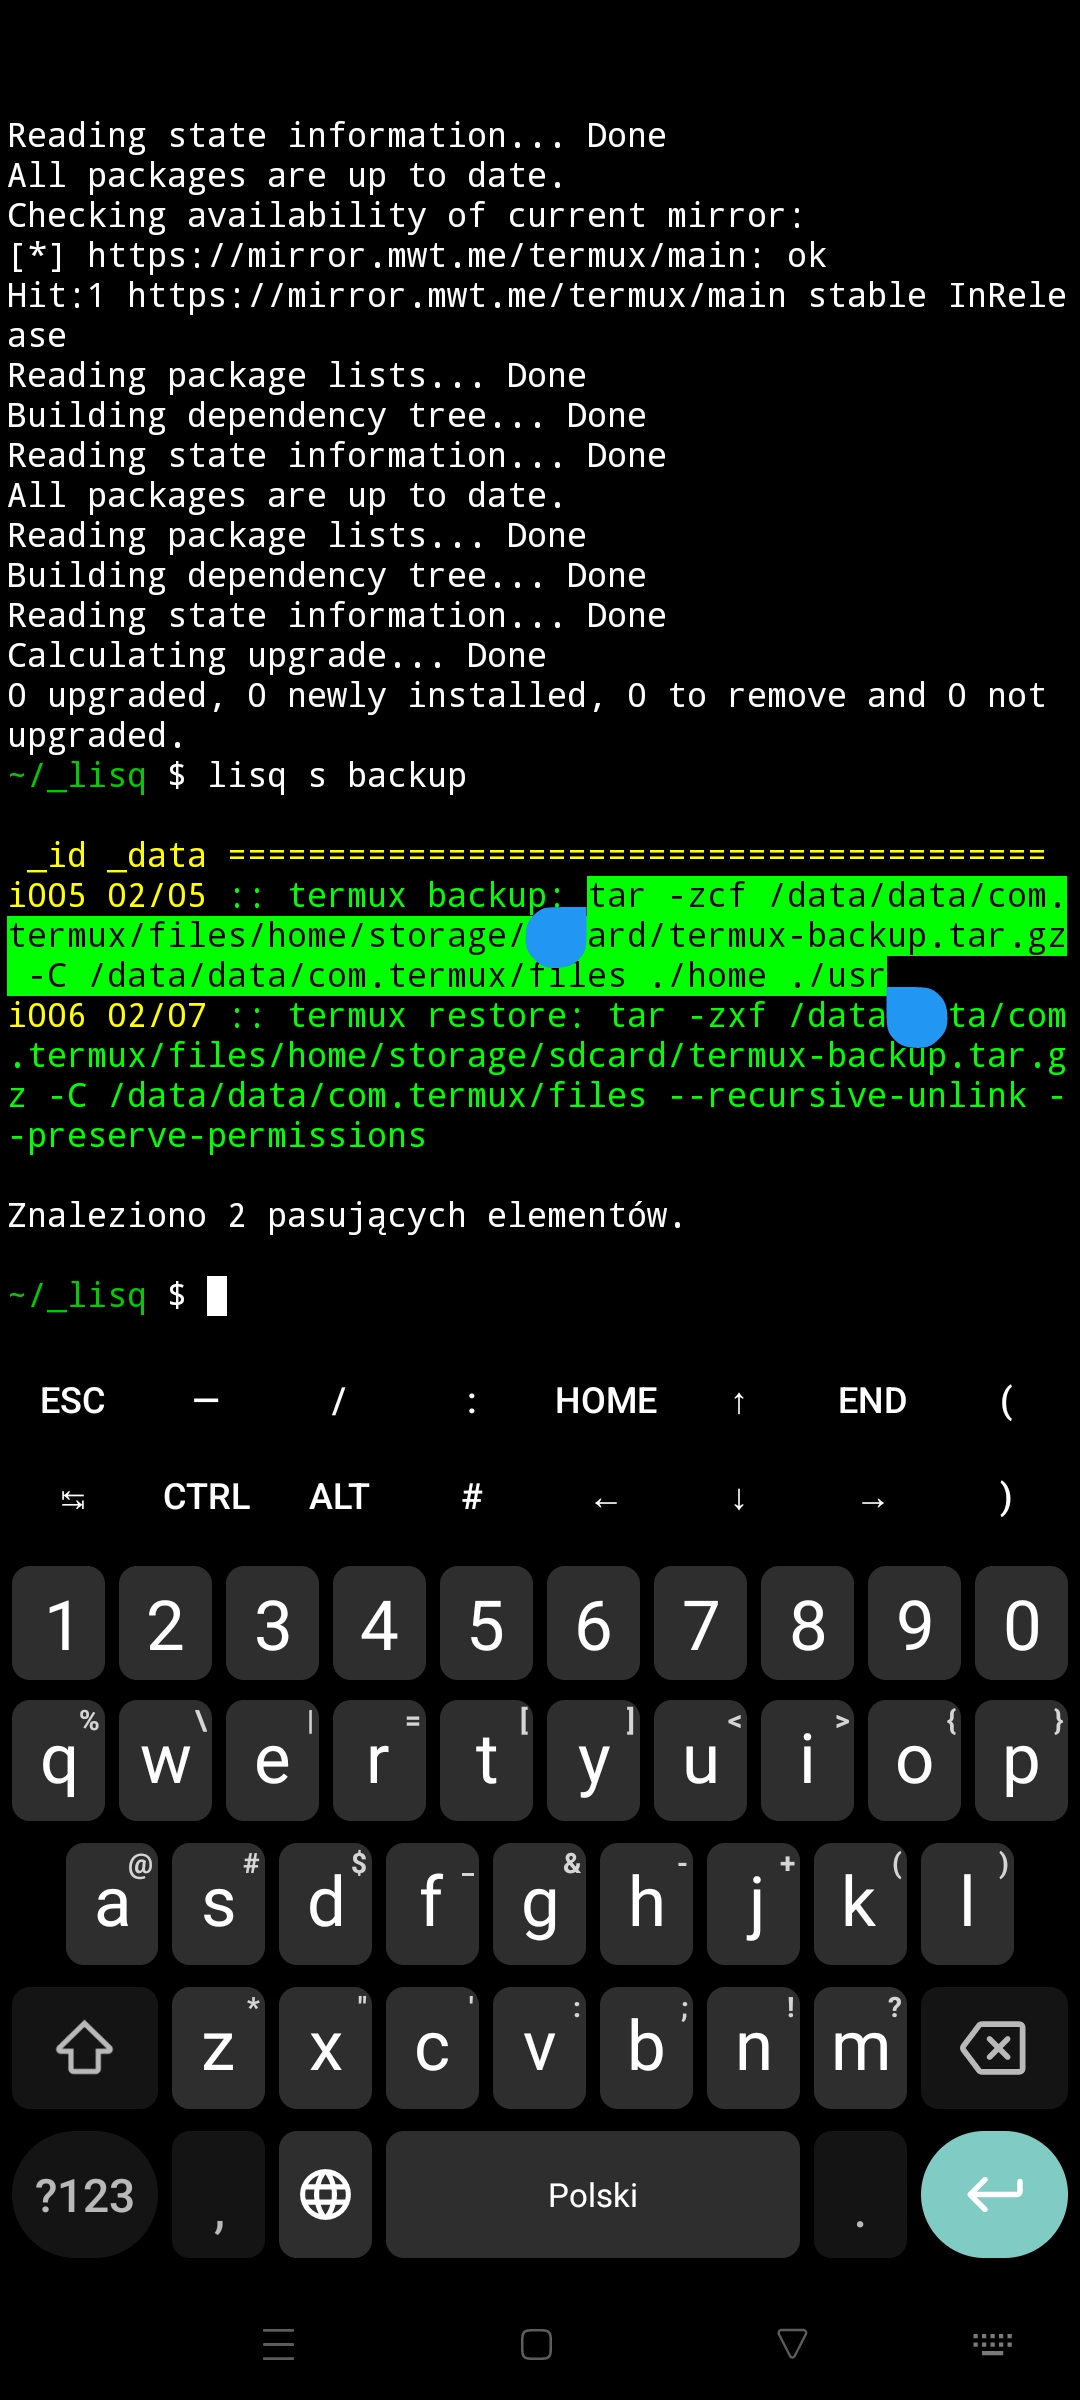 Reading state information... Done
All packages are up to date.
Checking availability of current mirror:
[*] https://mirror.mwt.me/termux/main: ok
Hit:1 https://mirror.mwt.me/termux/main stable InRele
ase
Reading package lists... Done
Building dependency tree... Done
Reading state information... Done
All packages are up to date.
Reading package lists... Done
Building dependency tree... Done
Reading state information... Done
Calculating upgrade... Done
0 upgraded, 0 newly installed, 0 to remove and 0 not
upgraded.
~/_lisq $ lisq s backup
_id _data =========================================
i005 02/05 :: termux backup: tar -zcf /data/data/com.
termux/files/home/storage/ ard/termux-backup.tar.gz
-C /data/data/com.termux/files ./home ./usr
i006 02/07 :: termux restore: tar -zxf /data ta/com
.termux/files/home/storage/sdcard/termux-backup.tar.g
z -C /data/data/com.termux/files --recursive-unlink -
-preserve-permissions
Znaleziono 2 pasujących elementów.
~/_lisq $
ESC — / : HOME ↑ END (
↹ CTRL ALT # ← ↓ → )
1 2 3 4 5 6 7 8 9 0
% \ | = [ ] < > { }
q w e r t y u i o p
@ # $ _ & - + ( )
a s d f g h j k l
* " ' : ; ! ?
z x c v b n m
?123 , Polski .